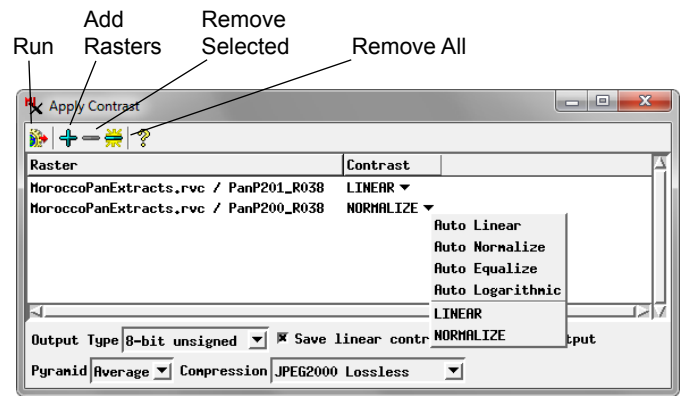 Run
Add Rasters
Remove Selected
Remove All
Apply Contrast
Raster Contrast
MoroccoPanExtracts.rvc / PanP201_R038 LINEAR
MoroccoPanExtracts.rvc / PanP200_R038 NORMALIZE
Auto Linear
Auto Normalize
Auto Equalize
Auto Logarithmic
LINEAR
NORMALIZE
Output Type 8-bit unsigned Save linear contr tput
Pyramid Average Compression JPEG2000 Lossless